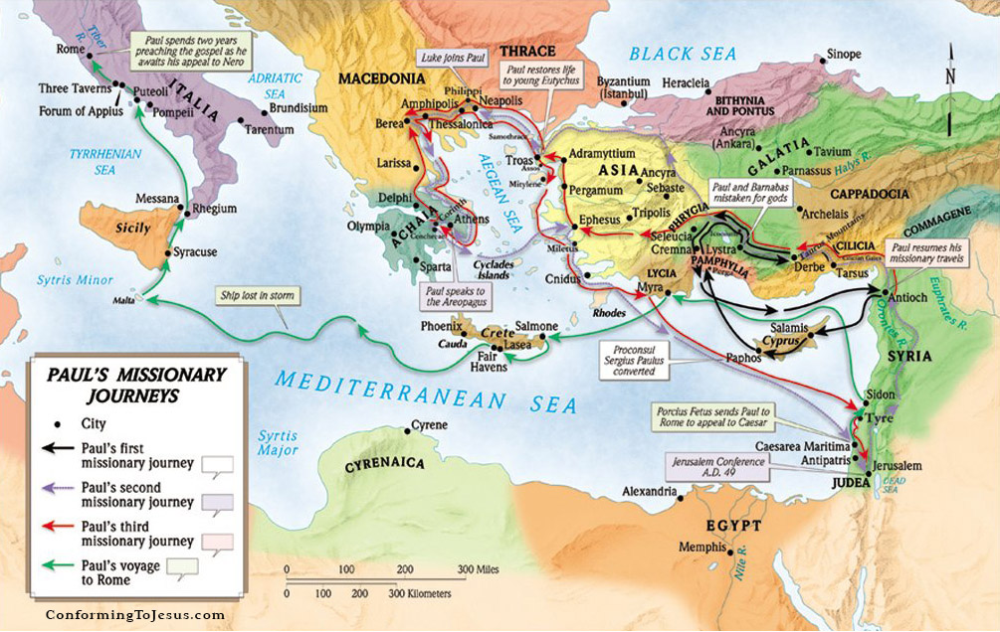 BLACK SEA
Sinope
N
THRACE
Luke joins Paul
Paul restores life
to young Eutychus
Byzantium
(Istanbul)
Heracleia
BITHYNIA
AND PONTUS
Paul spends two years
preaching the gospel as he
awaits his appeal to Nero
Rome
Tiber
R.
Three Taverns
Forum of Appius
Puteoli
Pompeii
ITALIA
ADRIATIC
SEA
Brundisium
Tarentum
TYRRHENIAN
SEA
MACEDONIA
Philippi
Amphipolis
Neapolis
Berea
Thessalonica
Samothrace
Larissa
AEGEAN SEA
Troas
Assos
Mitylene
Adramyttium
Pergamum
ASIA
Ancyra
Sebaste
Ancyra
(Ankara)
GALATIA
Tavium
Parnassus
Halys R.
Paul and Barnabas
mistaken for gods
CAPPADOCIA
Archelais
COMMAGENE
Delphi
ACHAIA
Corinth
Athens
Cenchreae
Olympia
Sparta
Cyclades
Islands
Ephesus
Tripolis
Miletus
PHRYGIA
Seleucia
Cremna
Iconium
Lystra
PAMPHYLIA
Perga
Derbe
Taurus Mountains
CILICIA
Cilician Gates
Tarsus
Paul resumes his
missionary travels
Messana
Rhegium
Sicily
Syracuse
Sytris Minor
Malta
Ship lost in storm
Paul speaks to
the Areopagus
Cnidus
Rhodes
LYCIA
Myra
Antioch
Euphrates R.
Orontes R.
SYRIA
Phoenix
Cauda
Crete
Salmone
Lasea
Fair
Havens
Salamis
Cyprus
Paphos
Proconsul
Sergius Paulus
converted
MEDITERRANEAN SEA
Sidon
Tyre
Porcius Fetus sends Paul to
Rome to appeal to Caesar
Caesarea Maritima
Antipatris
Jerusalem Conference
A.D. 49
Jerusalem
JUDEA
DEAD
SEA
Syrtis
Major
Cyrene
CYRENAICA
Alexandria
EGYPT
Memphis
Nile R.
PAUL'S MISSIONARY
JOURNEYS
City
Paul's first
missionary journey
Paul's second
missionary journey
Paul's third
missionary journey
Paul's voyage
to Rome
0 100 200 300 Miles
0 100 200 300 Kilometers
ConformingToJesus.com